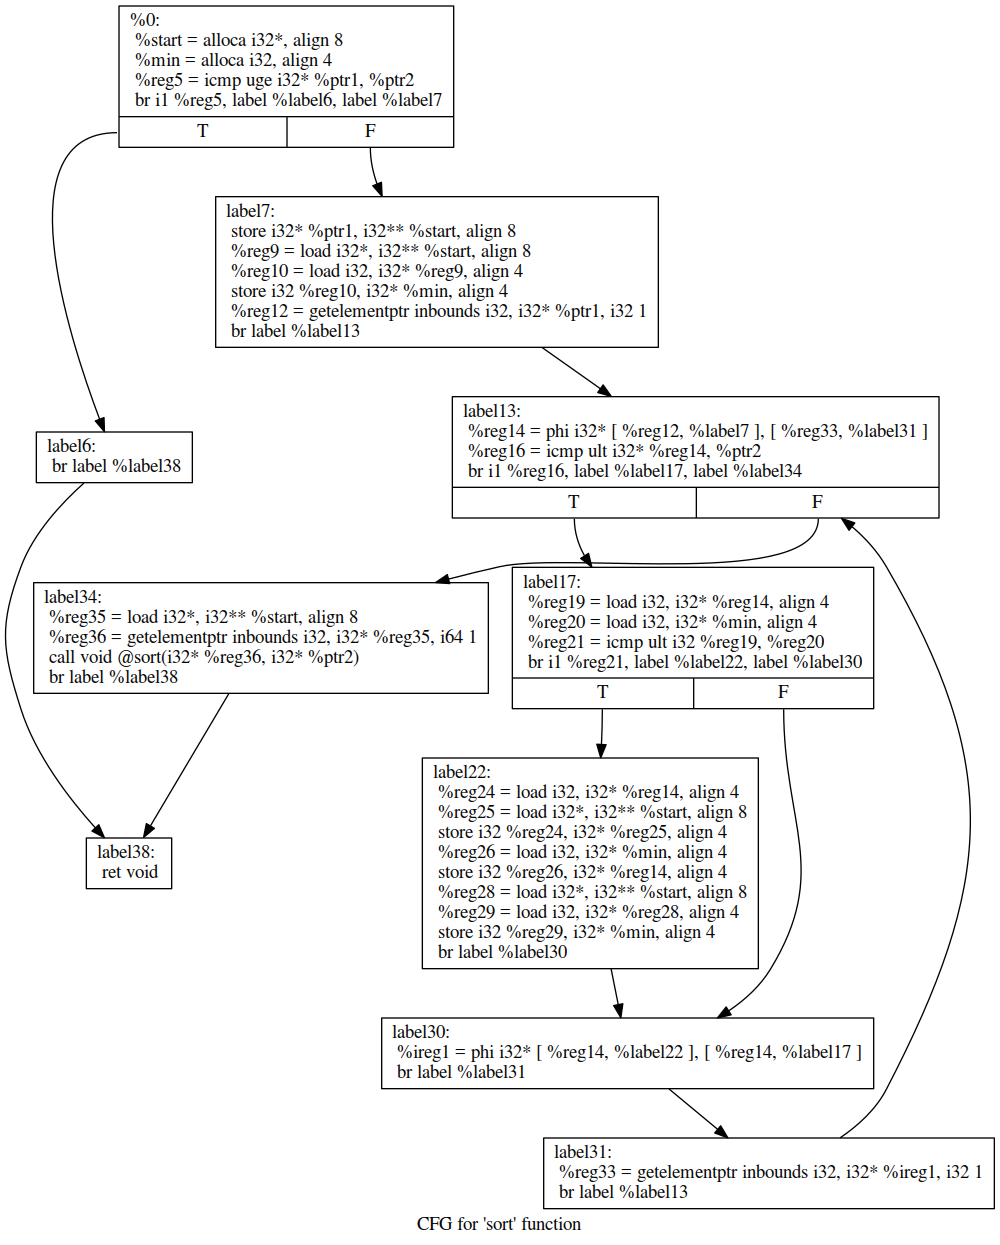 %0:
%start = alloca i32*, align 8
%min = alloca i32, align 4
%reg5 = icmp uge i32* %ptr1, %ptr2
br i1 %reg5, label %label6, label %label7
T
F
label7:
store i32* %ptr1, i32** %start, align 8
%reg9 = load i32*, i32** %start, align 8
%reg10 = load i32, i32* %reg9, align 4
store i32 %reg10, i32* %min, align 4
%reg12 = getelementptr inbounds i32, i32* %ptr1, i32 1
br label %label13
label13:
%reg14 = phi i32* [ %reg12, %label7 ], [ %reg33, %label31 ]
%reg16 = icmp ult i32* %reg14, %ptr2
br i1 %reg16, label %label17, label %label34
T
F
label6:
br label %label38
label34:
%reg35 = load i32*, i32** %start, align 8
%reg36 = getelementptr inbounds i32, i32* %reg35, i64 1
call void @sort(i32* %reg36, i32* %ptr2)
br label %label38
label17:
%reg19 = load i32, i32* %reg14, align 4
%reg20 = load i32, i32* %min, align 4
%reg21 = icmp ult i32 %reg19, %reg20
br i1 %reg21, label %label22, label %label30
T
F
label22:
%reg24 = load i32, i32* %reg14, align 4
%reg25 = load i32*, i32** %start, align 8
store i32 %reg24, i32* %reg25, align 4
%reg26 = load i32, i32* %min, align 4
store i32 %reg26, i32* %reg14, align 4
%reg28 = load i32*, i32** %start, align 8
%reg29 = load i32, i32* %reg28, align 4
store i32 %reg29, i32* %min, align 4
br label %label30
label38:
ret void
label30:
%ireg1 = phi i32* [ %reg14, %label22 ], [ %reg14, %label17 ]
br label %label31
label31:
%reg33 = getelementptr inbounds i32, i32* %ireg1, i32 1
br label %label13
CFG for 'sort' function